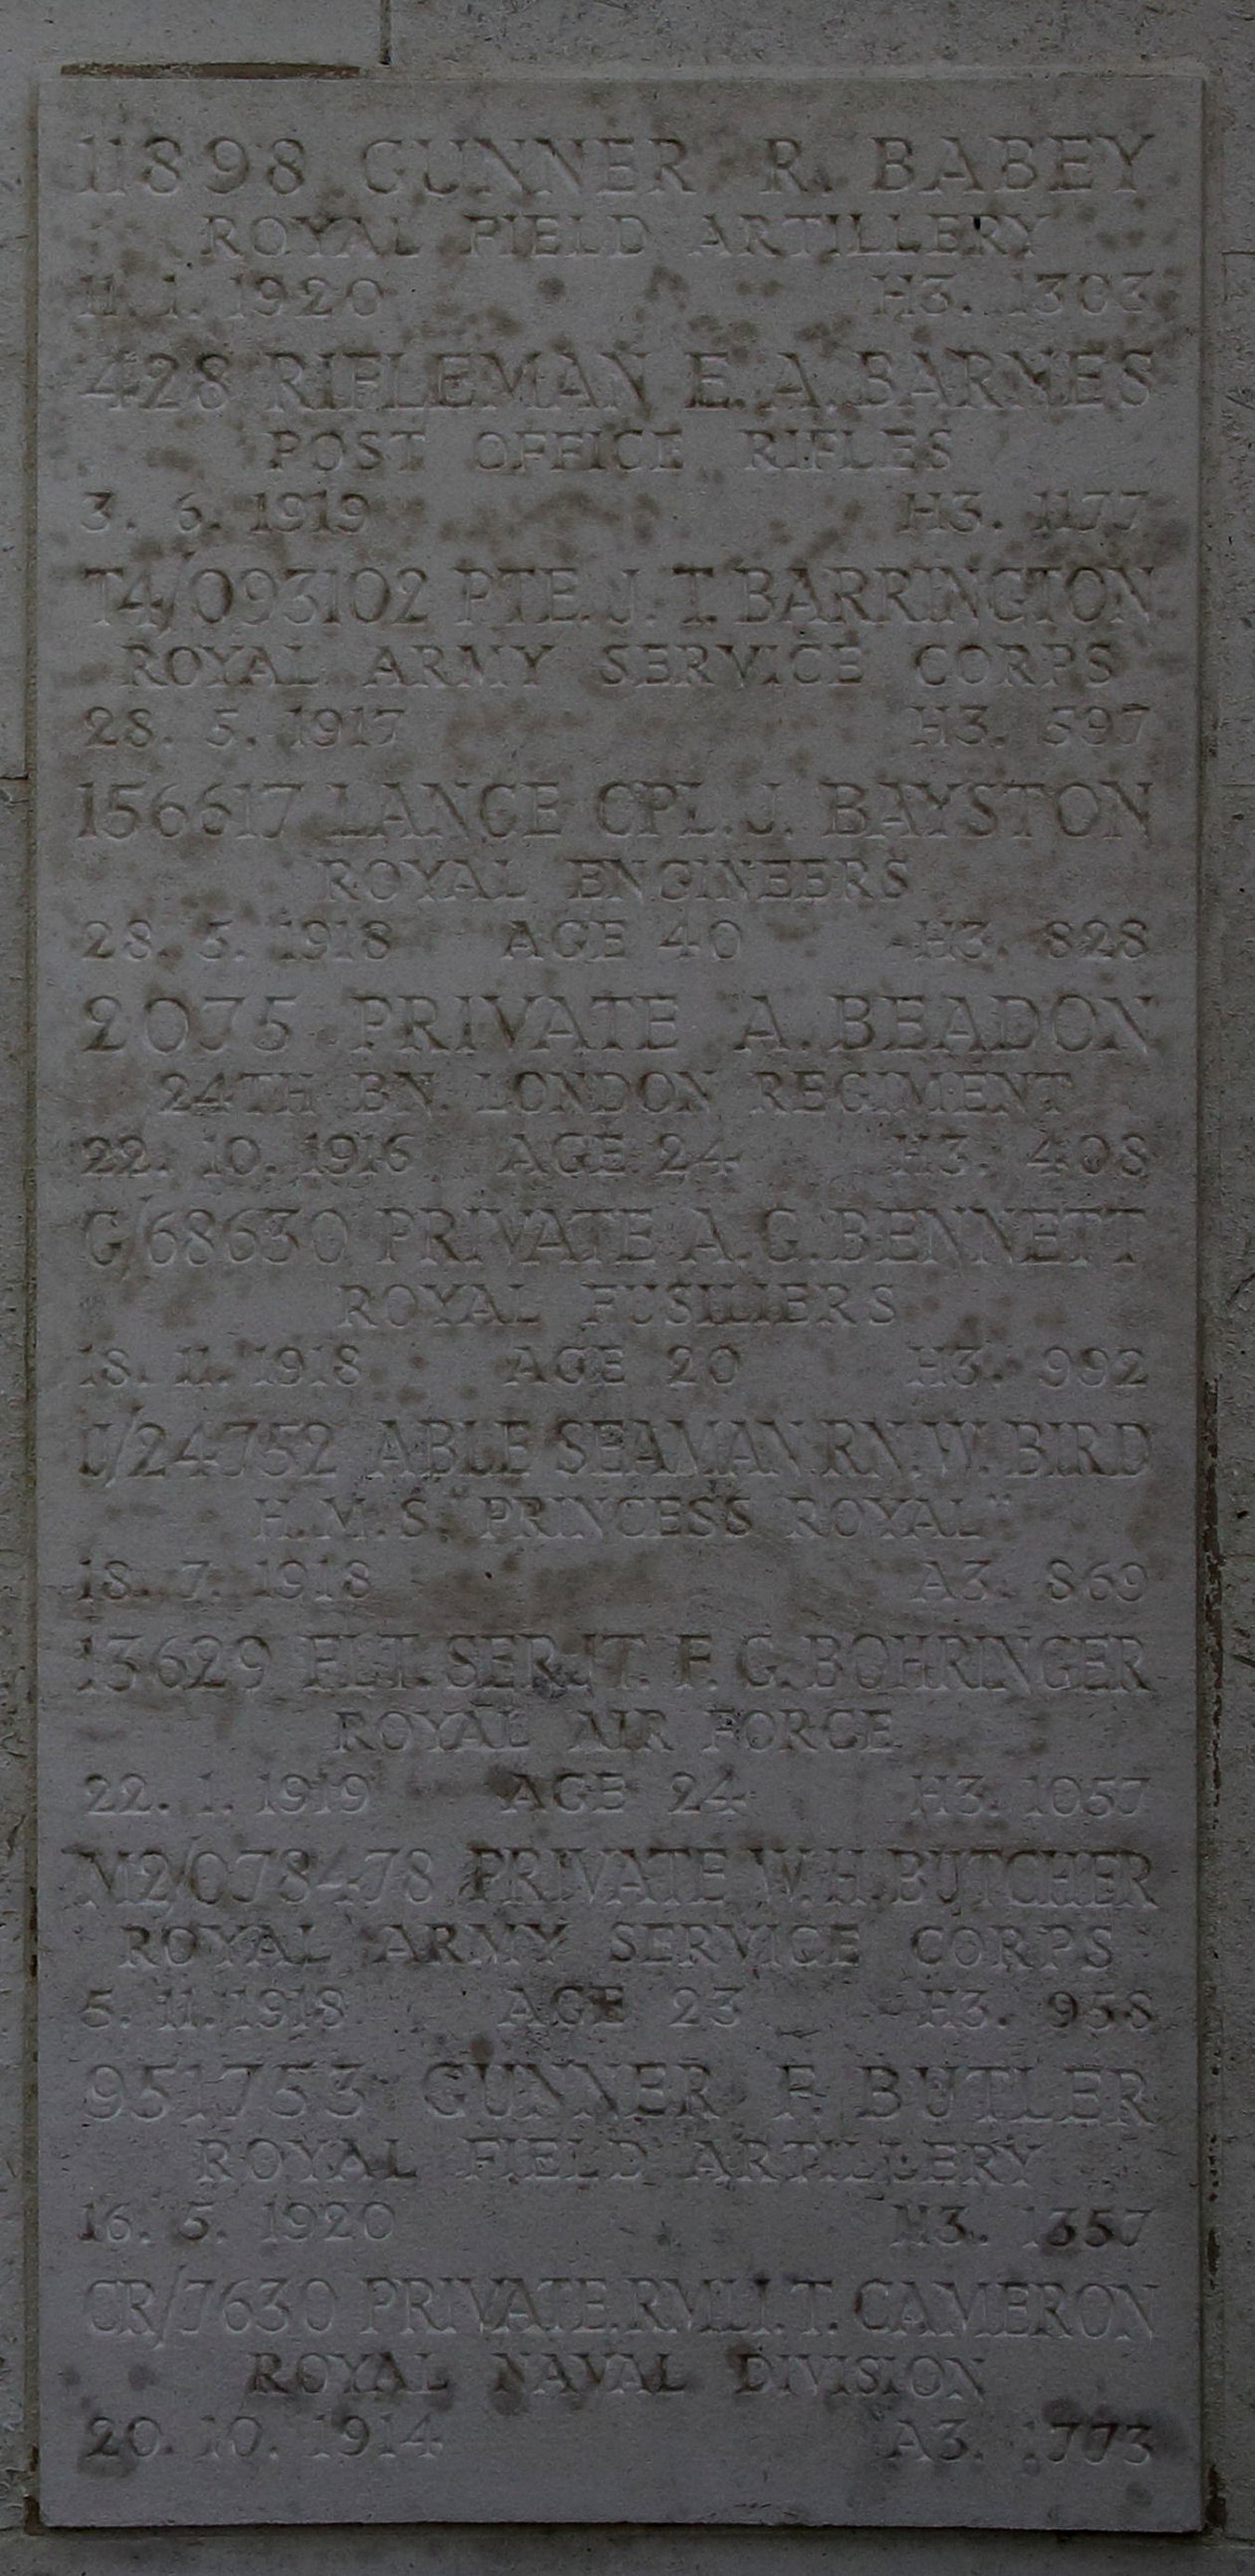 11898 GUNNER R. BABEY
ROYAL FIELD ARTILLERY
11. 1. 1920 H3. 1303
428 RIFLEMAN E. A. BARNES
POST OFFICE RIFLES
3. 6. 1919 H3. 1177
T4/093102 PTE. J. T. BARRINGTON
ROYAL ARMY SERVICE CORPS
28. 5. 1917 H3. 597
156617 LANCE CPL. J. BAYSTON
ROYAL ENGINEERS
28. 5. 1918 AGE 40 H3. 828
2075 PRIVATE A. BEADON
24TH BN. LONDON REGIMENT
22. 10. 1916 AGE 24 H3. 408
G/68630 PRIVATE A. G. BENNETT
ROYAL FUSILIERS
18. 11. 1918 AGE 20 H3. 992
J/24752 ABLE SEAMAN RN. W. BIRD
H. M. S. "PRINCESS ROYAL"
18. 7. 1918 A3. 869
13629 FLT. SERJT. F. G. BOHRINGER
ROYAL AIR FORCE
22. 1. 1919 AGE 24 H3. 1057
M2/078478 PRIVATE W. H. BUTCHER
ROYAL ARMY SERVICE CORPS
5. 11. 1918 AGE 23 H3. 958
951753 GUNNER F. BUTLER
ROYAL FIELD ARTILLERY
16. 5. 1920 H3. 1357
CR/7630 PRIVATE. RMLI. T. CAMERON
ROYAL NAVAL DIVISION
20. 10. 1914 A3. 1773